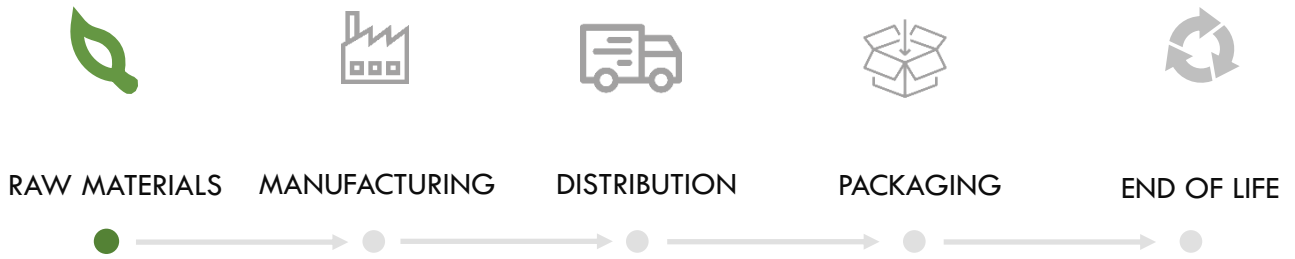 RAW MATERIALS
MANUFACTURING
DISTRIBUTION
PACKAGING
END OF LIFE